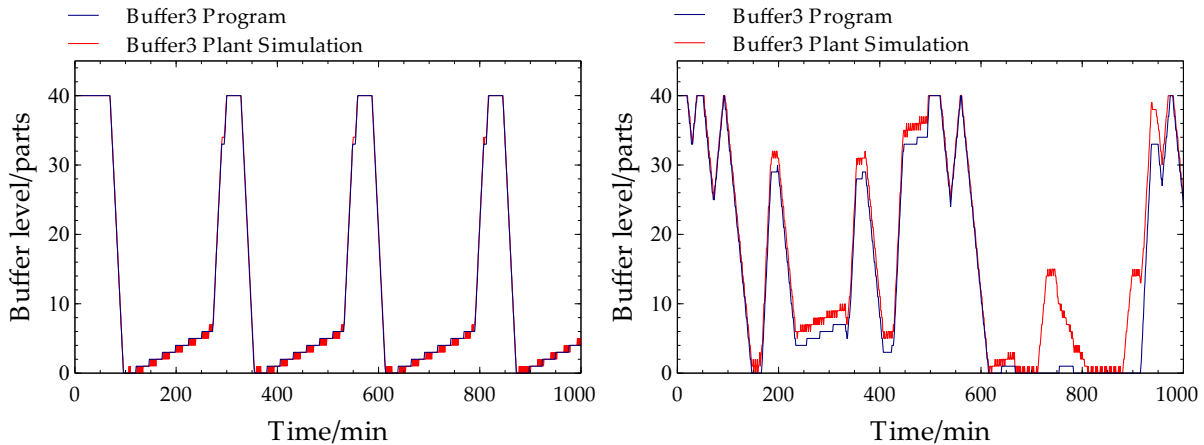 Buffer3 Program
Buffer3 Plant Simulation
40
30
20
10
0
Buffer level/parts
0 200 400 600 800 1000
Time/min
Buffer3 Program
Buffer3 Plant Simulation
40
30
20
10
0
Buffer level/parts
0 200 400 600 800 1000
Time/min